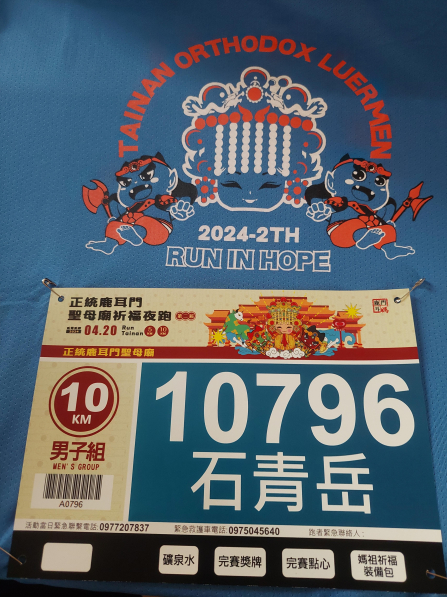 TAINAN ORTHODOX LUERMEN
2024-2TH
RUN IN HOPE
正統鹿耳門
聖母廟祈福夜跑
04.20 Run Tainan
正統鹿耳門聖母廟
10
KM
男子組
MEN'S GROUP
A0796
10796
石青岳
活動當日緊急聯繫電話:0977207837 緊急救護車電話:0975045640 跑者緊急聯絡人:
礦泉水
完賽獎牌
完賽點心
媽祖祈福
裝備包